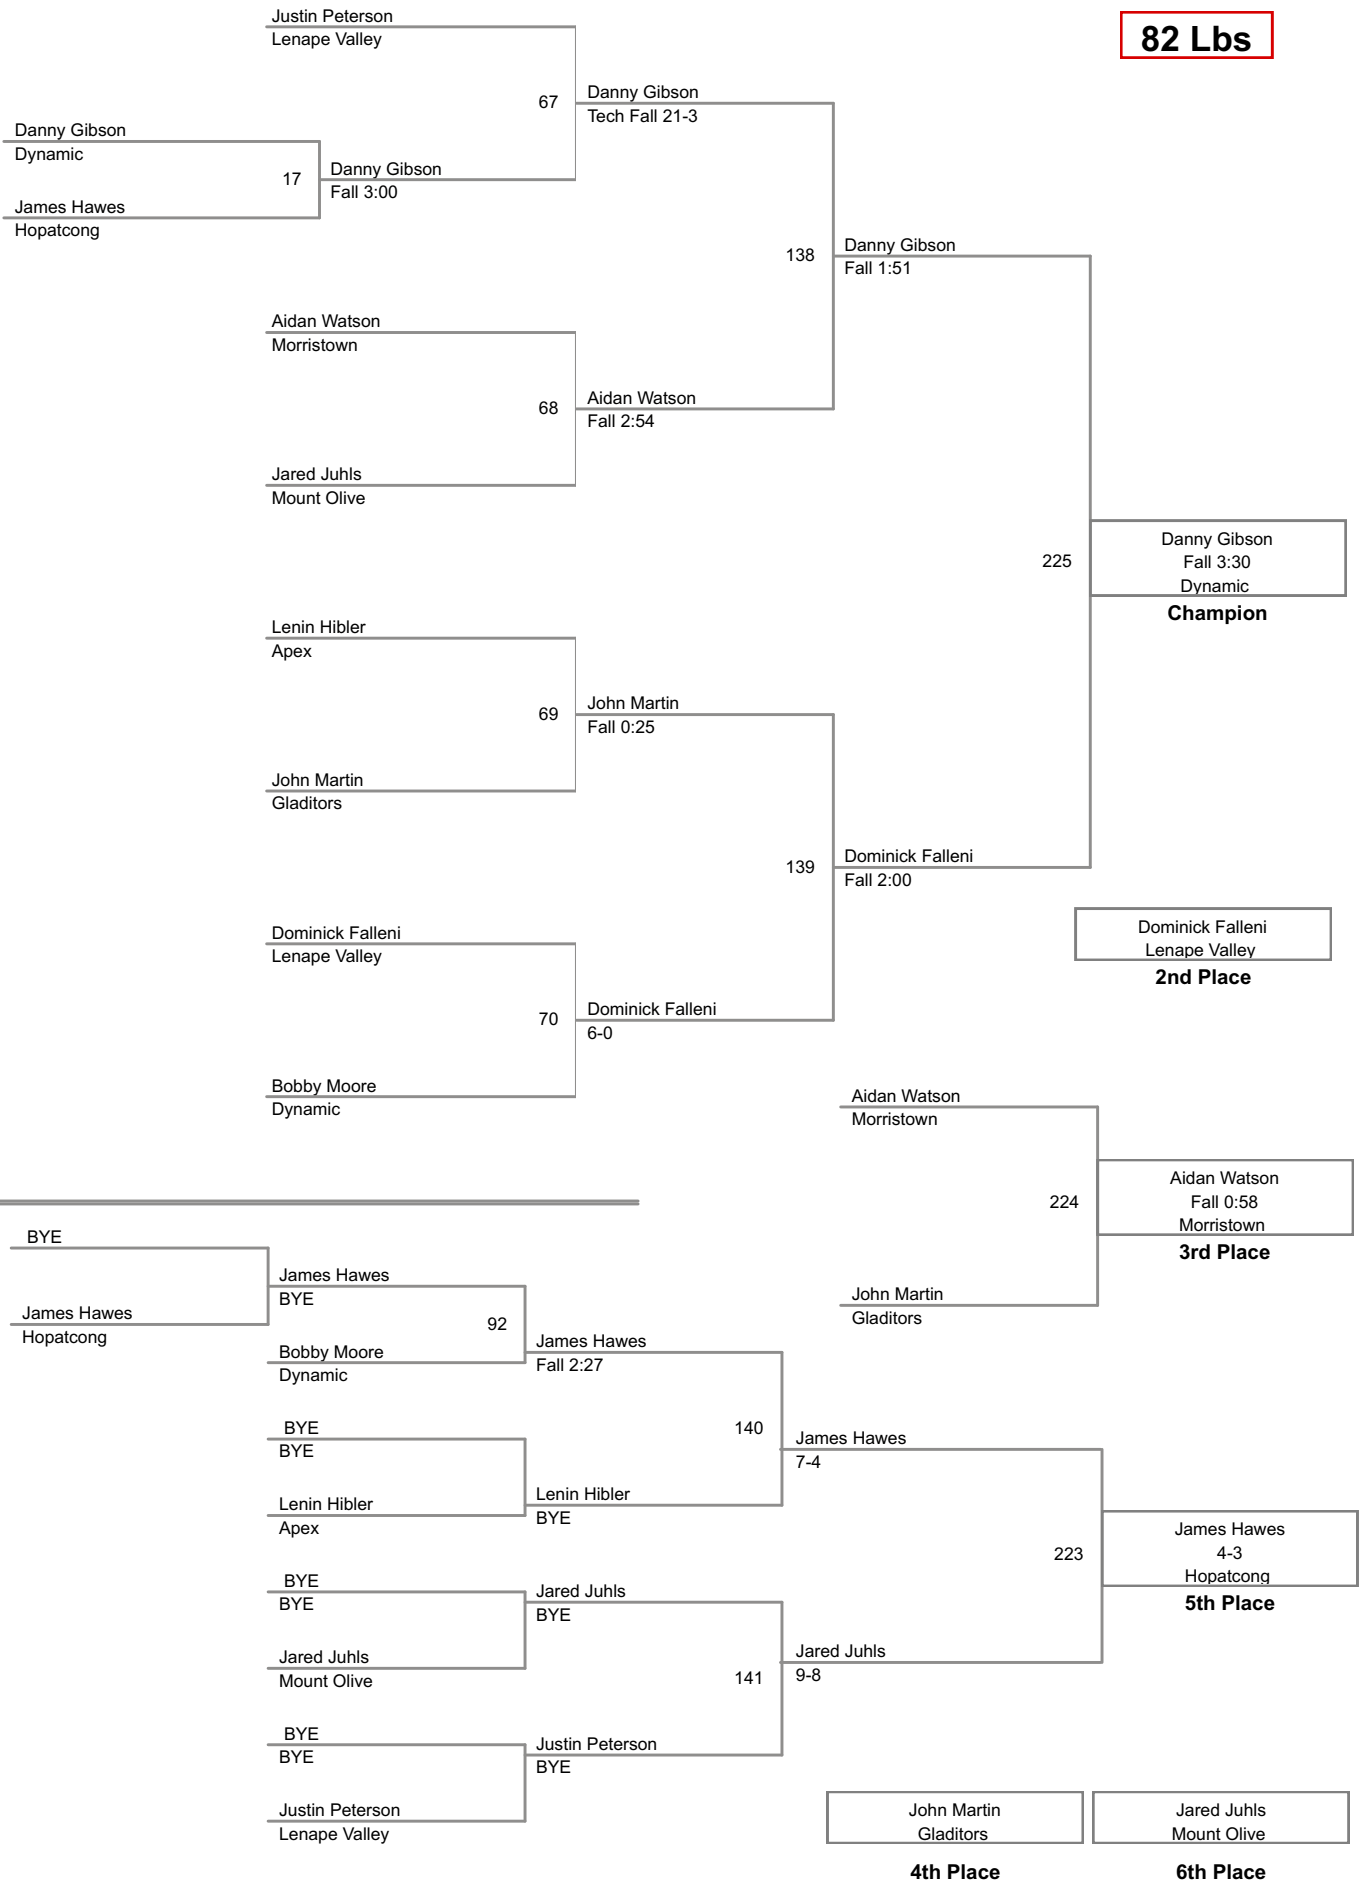 82 Lbs
Justin Peterson
Lenape Valley
67
Danny Gibson
Tech Fall 21-3
Danny Gibson
Dynamic
17
Danny Gibson
Fall 3:00
James Hawes
Hopatcong
138
Danny Gibson
Fall 1:51
Aidan Watson
Morristown
68
Aidan Watson
Fall 2:54
Jared Juhls
Mount Olive
225
Danny Gibson
Fall 3:30
Dynamic
Champion
Lenin Hibler
Apex
69
John Martin
Fall 0:25
John Martin
Gladitors
139
Dominick Falleni
Fall 2:00
Dominick Falleni
Lenape Valley
2nd Place
Dominick Falleni
Lenape Valley
70
Dominick Falleni
6-0
Bobby Moore
Dynamic
Aidan Watson
Morristown
224
Aidan Watson
Fall 0:58
Morristown
3rd Place
John Martin
Gladitors
BYE
James Hawes
BYE
James Hawes
Hopatcong
92
James Hawes
Fall 2:27
Bobby Moore
Dynamic
BYE
BYE
140
James Hawes
7-4
Lenin Hibler
Apex
Lenin Hibler
BYE
223
James Hawes
4-3
Hopatcong
5th Place
BYE
BYE
Jared Juhls
BYE
Jared Juhls
Mount Olive
141
Jared Juhls
9-8
BYE
BYE
Justin Peterson
BYE
Justin Peterson
Lenape Valley
John Martin
Gladitors
4th Place
Jared Juhls
Mount Olive
6th Place